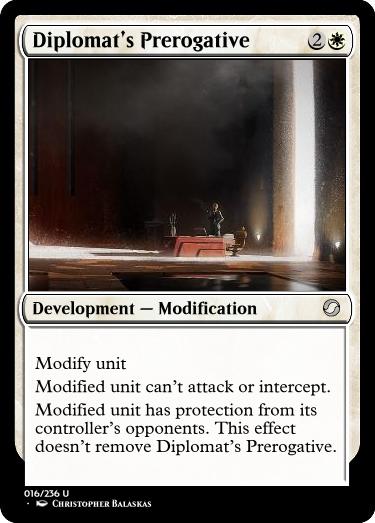 Diplomat's Prerogative 2
Development — Modification
Modify unit
Modified unit can't attack or intercept.
Modified unit has protection from its
controller's opponents. This effect
doesn't remove Diplomat's Prerogative.
016/236 U
· Christopher Balaskas